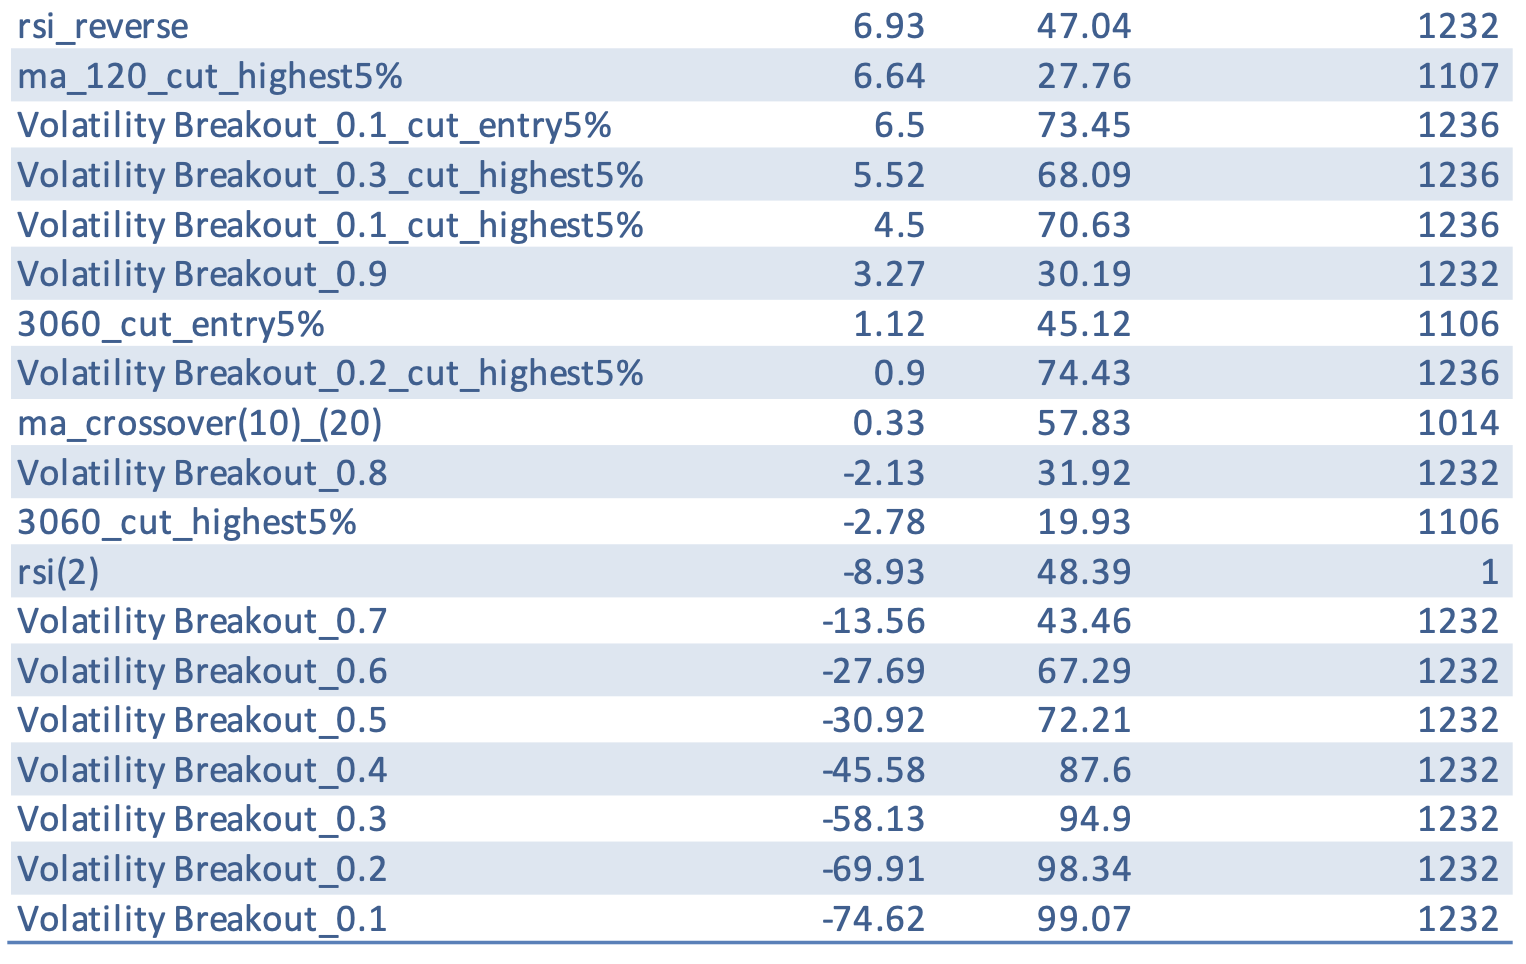 rsi_reverse 6.93 47.04 1232
ma_120_cut_highest5% 6.64 27.76 1107
Volatility Breakout_0.1_cut_entry5% 6.5 73.45 1236
Volatility Breakout_0.3_cut_highest5% 5.52 68.09 1236
Volatility Breakout_0.1_cut_highest5% 4.5 70.63 1236
Volatility Breakout_0.9 3.27 30.19 1232
3060_cut_entry5% 1.12 45.12 1106
Volatility Breakout_0.2_cut_highest5% 0.9 74.43 1236
ma_crossover(10)_(20) 0.33 57.83 1014
Volatility Breakout_0.8 -2.13 31.92 1232
3060_cut_highest5% -2.78 19.93 1106
rsi(2) -8.93 48.39 1
Volatility Breakout_0.7 -13.56 43.46 1232
Volatility Breakout_0.6 -27.69 67.29 1232
Volatility Breakout_0.5 -30.92 72.21 1232
Volatility Breakout_0.4 -45.58 87.6 1232
Volatility Breakout_0.3 -58.13 94.9 1232
Volatility Breakout_0.2 -69.91 98.34 1232
Volatility Breakout_0.1 -74.62 99.07 1232